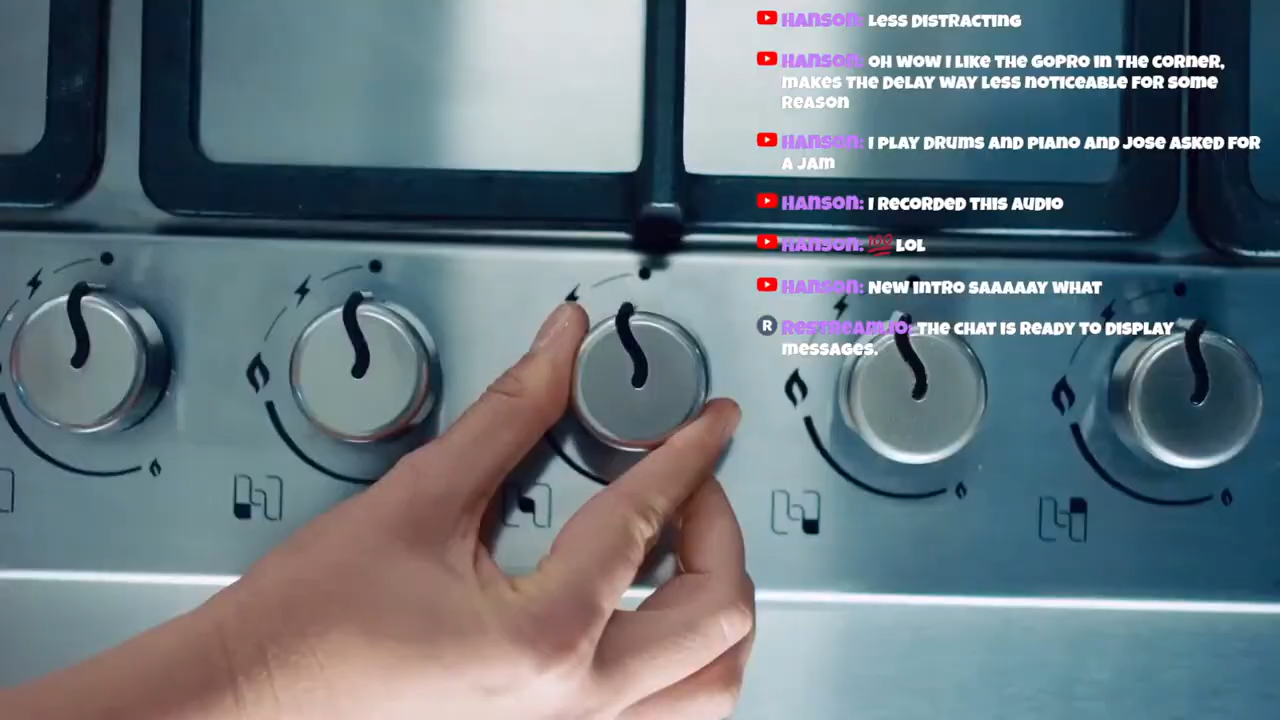 Hanson: Less distracting
Hanson: Oh wow I like the GoPro in the corner,
makes the delay way less noticeable for some
reason
Hanson: I play drums and piano and Jose asked for
a jam
Hanson: I recorded this audio
Hanson: 💯 lol
Hanson: New intro saaaaay what
R Restream.io: The chat is ready to display
messages.